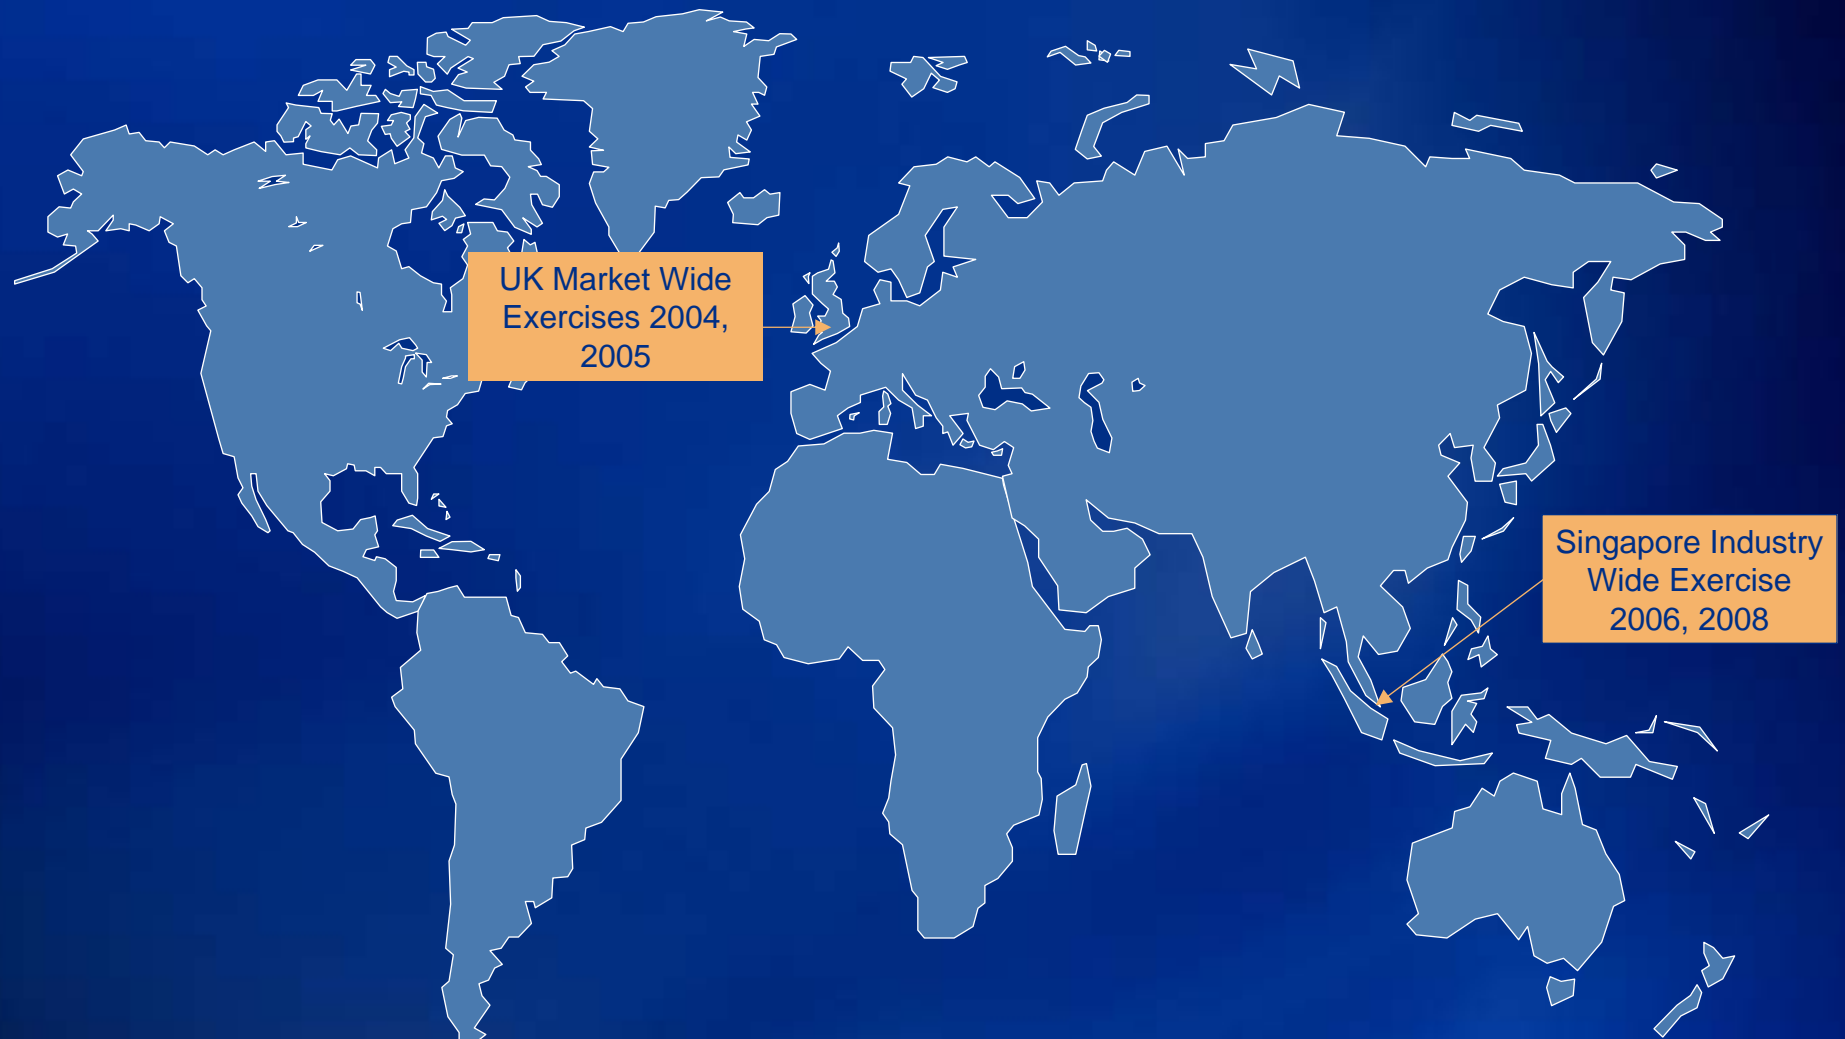 UK Market Wide
Exercises 2004,
2005
Singapore Industry
Wide Exercise
2006, 2008